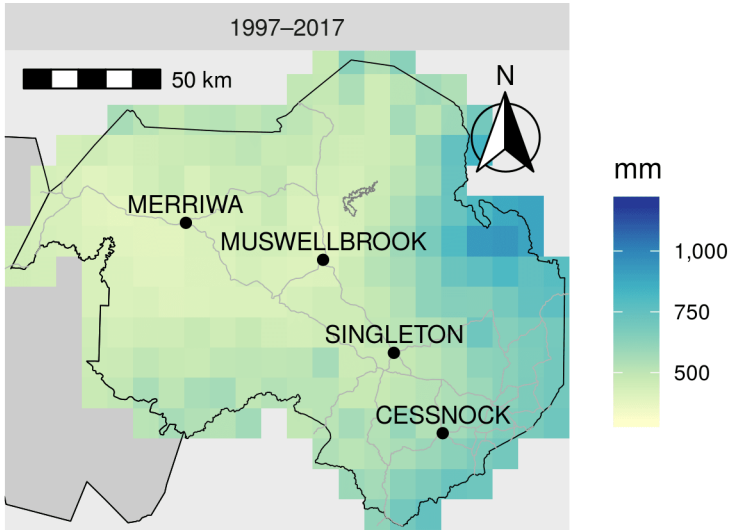 1997–2017
50 km
N
mm
MERRIWA
MUSWELLBROOK
1,000
750
SINGLETON
500
CESSNOCK